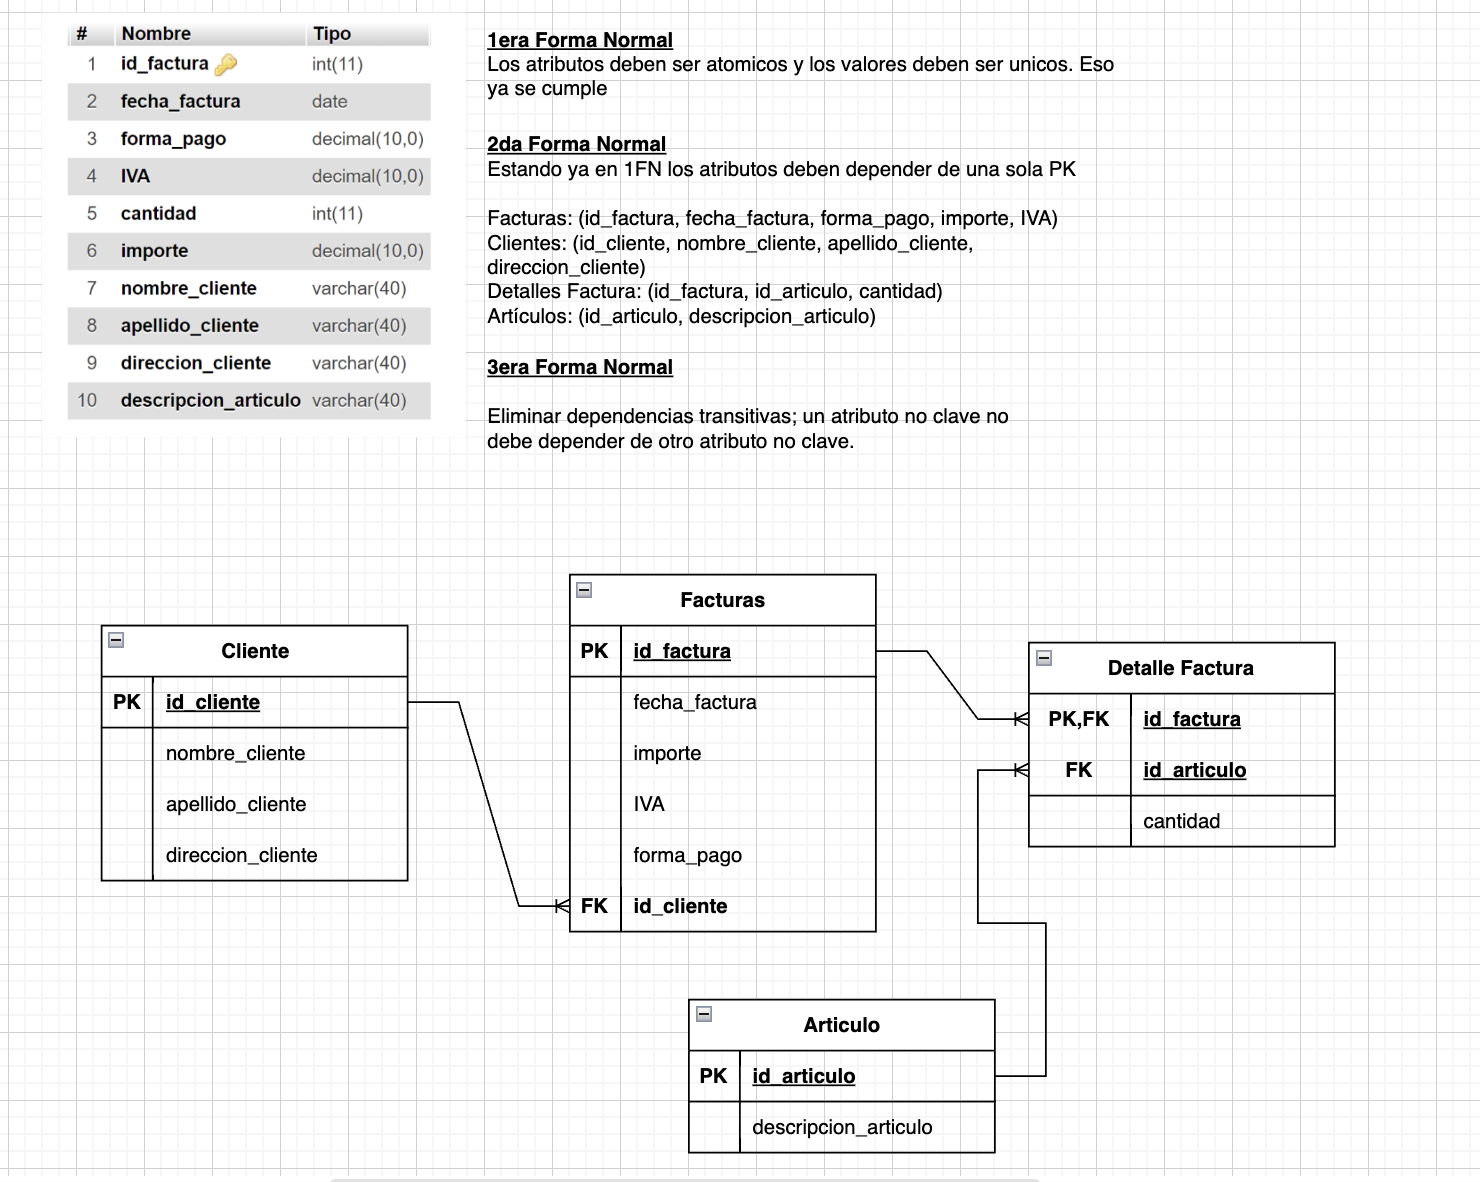 # Nombre Tipo
1 id_factura int(11)
2 fecha_factura date
3 forma_pago decimal(10,0)
4 IVA decimal(10,0)
5 cantidad int(11)
6 importe decimal(10,0)
7 nombre_cliente varchar(40)
8 apellido_cliente varchar(40)
9 direccion_cliente varchar(40)
10 descripcion_articulo varchar(40)
1era Forma Normal
Los atributos deben ser atomicos y los valores deben ser unicos. Eso
ya se cumple
2da Forma Normal
Estando ya en 1FN los atributos deben depender de una sola PK
Facturas: (id_factura, fecha_factura, forma_pago, importe, IVA)
Clientes: (id_cliente, nombre_cliente, apellido_cliente,
direccion_cliente)
Detalles Factura: (id_factura, id_articulo, cantidad)
Artículos: (id_articulo, descripcion_articulo)
3era Forma Normal
Eliminar dependencias transitivas; un atributo no clave no
debe depender de otro atributo no clave.
Cliente
PK id_cliente
nombre_cliente
apellido_cliente
direccion_cliente
Facturas
PK id_factura
fecha_factura
importe
IVA
forma_pago
FK id_cliente
Detalle Factura
PK,FK id_factura
FK id_articulo
cantidad
Articulo
PK id_articulo
descripcion_articulo